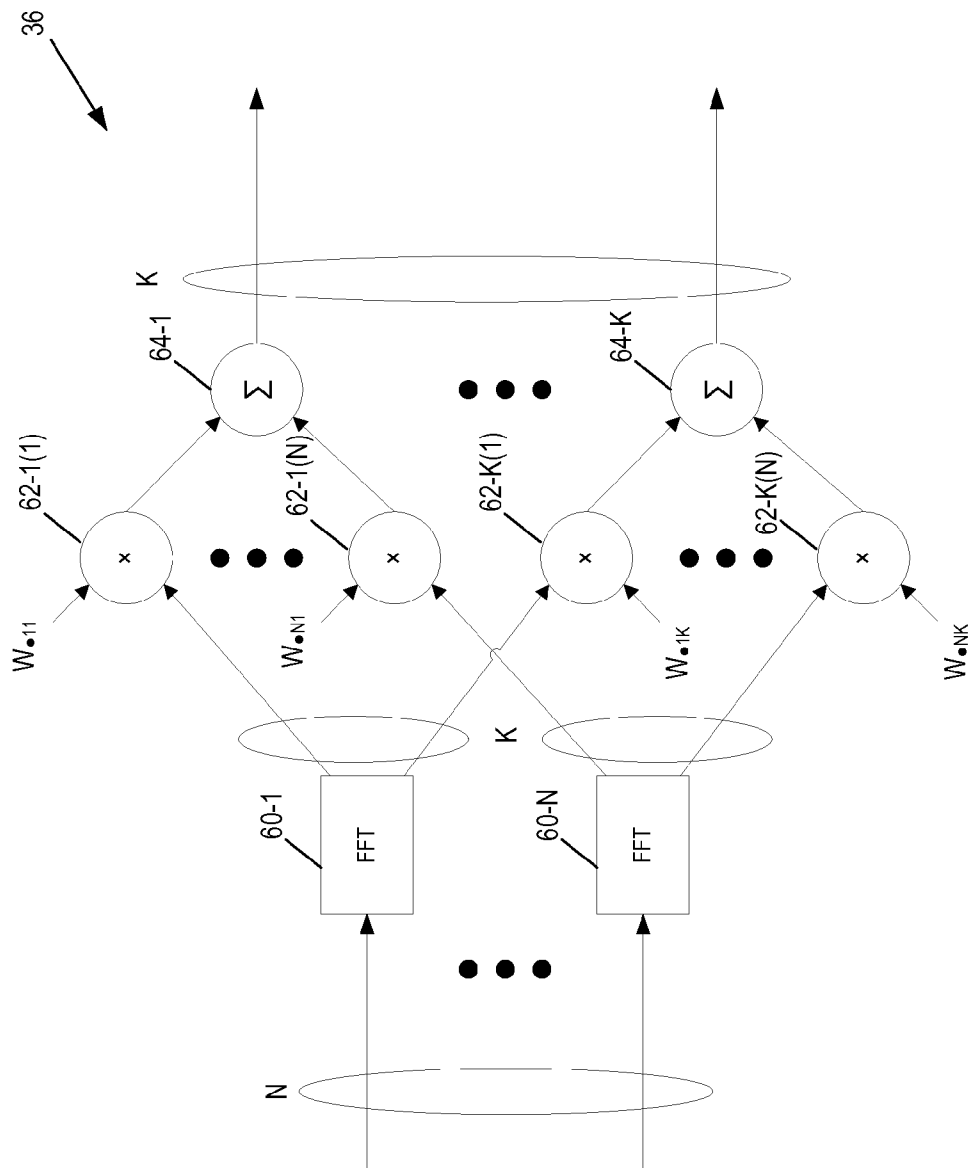 36
W•11
62-1(1)
x
K
64-1
Σ
60-1
N
W•N1
62-1(N)
FFT
x
K
62-K(1)
60-N
x
64-K
FFT
W•1K
Σ
62-K(N)
x
W•NK